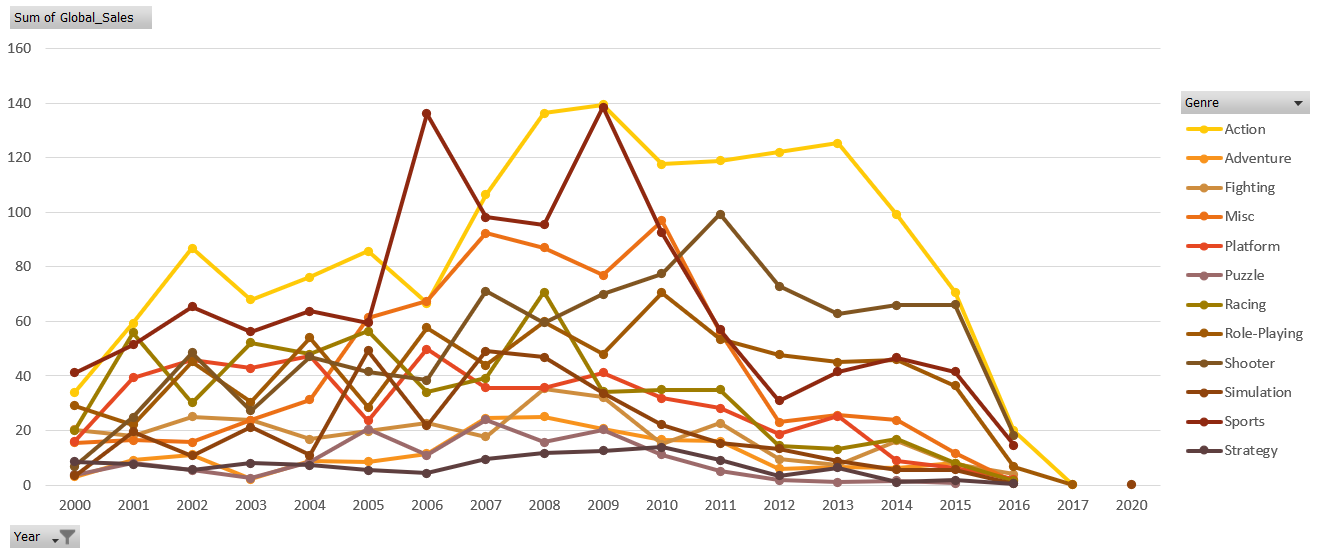 Sum of Global_Sales
160
140
120
100
80
60
40
20
0
2000 2001 2002 2003 2004 2005 2006 2007 2008 2009 2010 2011 2012 2013 2014 2015 2016 2017 2020
Genre
Action
Adventure
Fighting
Misc
Platform
Puzzle
Racing
Role-Playing
Shooter
Simulation
Sports
Strategy
Year